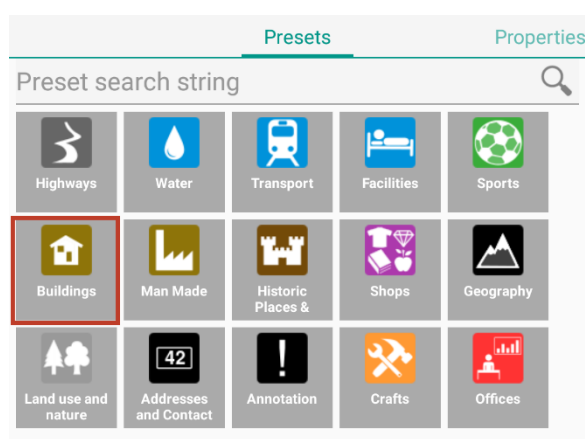 Presets
Properties
Preset search string
Highways
Water
Transport
Facilities
Sports
Buildings
Man Made
Historic
Places &
Shops
Geography
42
Land use and
nature
Addresses
and Contact
!
Annotation
Crafts
Offices